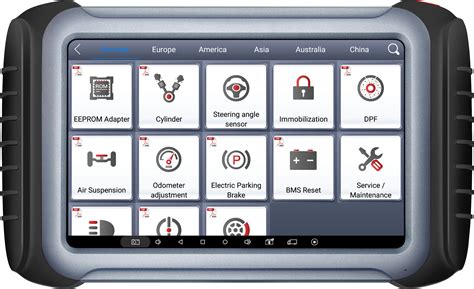 Europe America Asia Australia China
EEPROM Adapter
Cylinder
Steering angle
sensor
Immobilization
DPF
Air Suspension
Odometer
adjustment
Electric Parking
Brake
BMS Reset
Service /
Maintenance